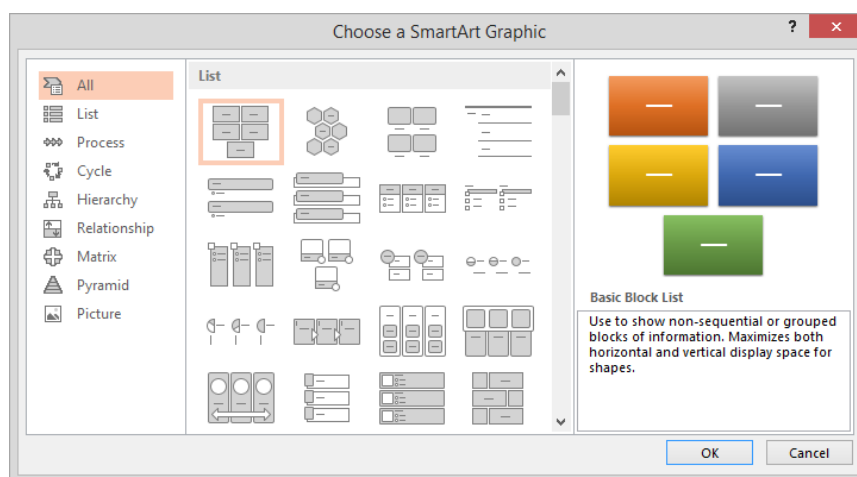 Choose a SmartArt Graphic
?
All
List
Process
Cycle
Hierarchy
Relationship
Matrix
Pyramid
Picture
List
Basic Block List
Use to show non-sequential or grouped
blocks of information. Maximizes both
horizontal and vertical display space for
shapes.
OK
Cancel